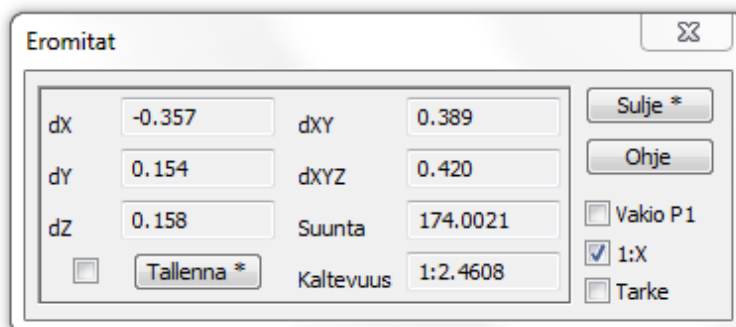 Eromitat
dX -0.357 dXY 0.389 Sulje *
dY 0.154 dXYZ 0.420 Ohje
dZ 0.158 Suunta 174.0021 Vakio P1
Tallenna * Kaltevuus 1:2.4608 1:X
Tarke